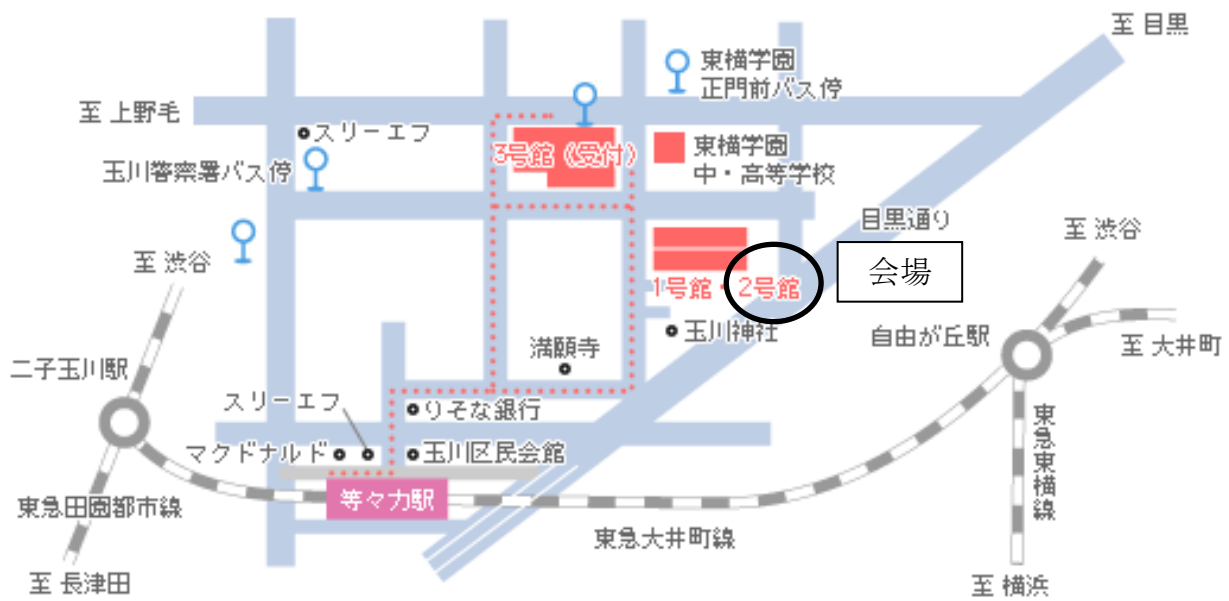 至 目黒
東横学園
正門前バス停
至 上野毛
スリーエフ
3号館（受付）
東横学園
中・高等学校
玉川警察署バス停
目黒通り
至 渋谷
至 渋谷
会場
1号館・2号館
玉川神社
自由が丘駅
至 大井町
満願寺
二子玉川駅
スリーエフ
りそな銀行
マクドナルド
玉川区民会館
東急東横線
等々力駅
東急田園都市線
東急大井町線
至 長津田
至 横浜